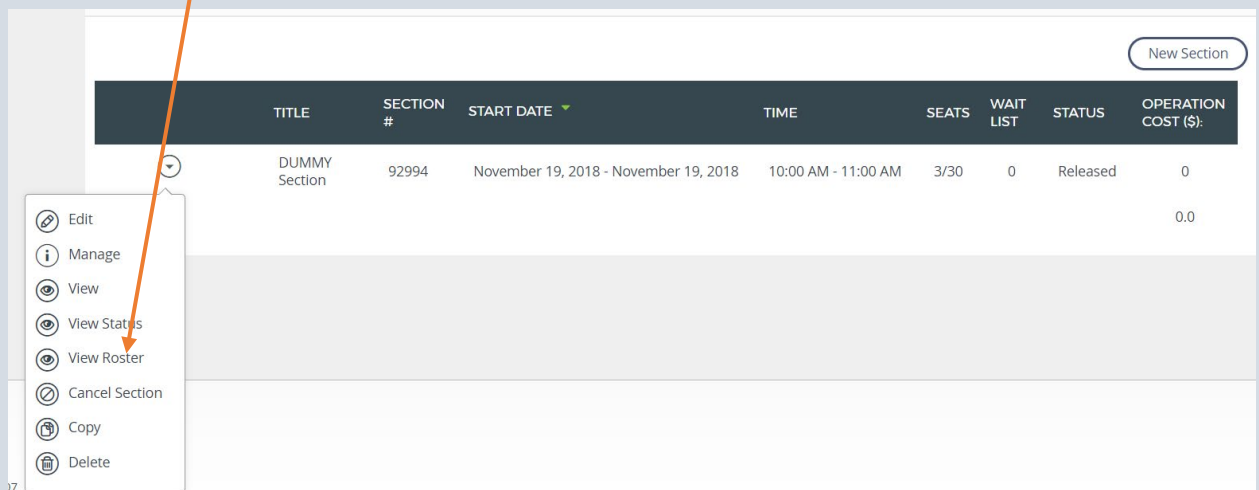 New Section
TITLE SECTION # START DATE TIME SEATS WAIT LIST STATUS OPERATION COST ($):
DUMMY Section 92994 November 19, 2018 - November 19, 2018 10:00 AM - 11:00 AM 3/30 0 Released 0
0.0
Edit
Manage
View
View Status
View Roster
Cancel Section
Copy
Delete